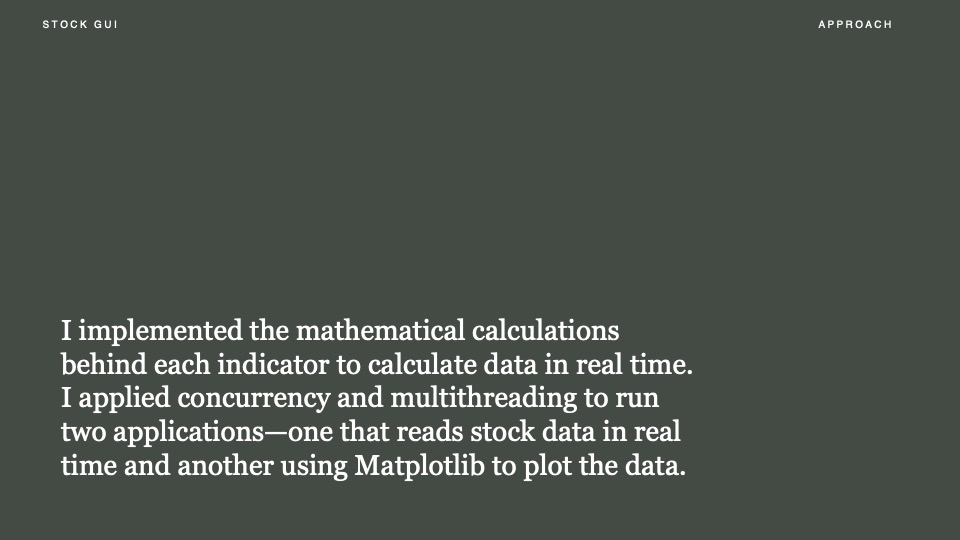 STOCK GUI
APPROACH
I implemented the mathematical calculations
behind each indicator to calculate data in real time.
I applied concurrency and multithreading to run
two applications—one that reads stock data in real
time and another using Matplotlib to plot the data.